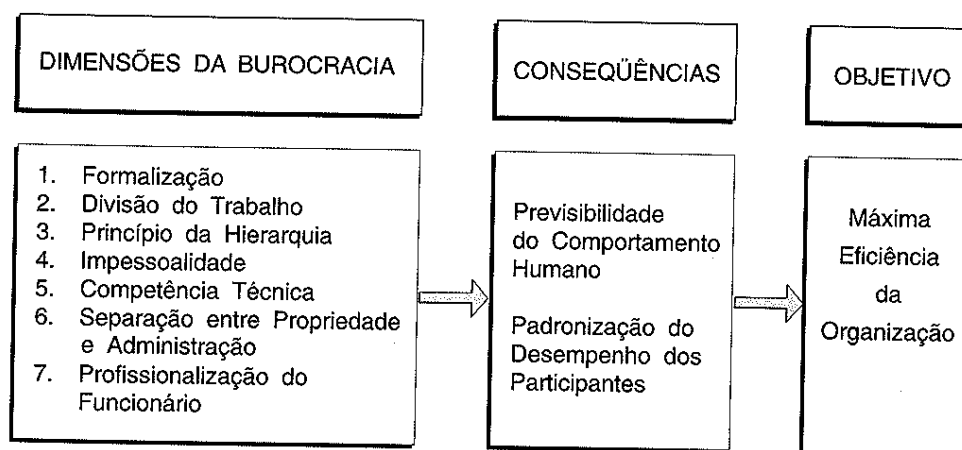 DIMENSÕES DA BUROCRACIA
CONSEQÜÊNCIAS
OBJETIVO
1. Formalização
2. Divisão do Trabalho
3. Princípio da Hierarquia
4. Impessoalidade
5. Competência Técnica
6. Separação entre Propriedade
e Administração
7. Profissionalização do
Funcionário
Previsibilidade
do Comportamento
Humano
Padronização do
Desempenho dos
Participantes
Máxima
Eficiência
da
Organização